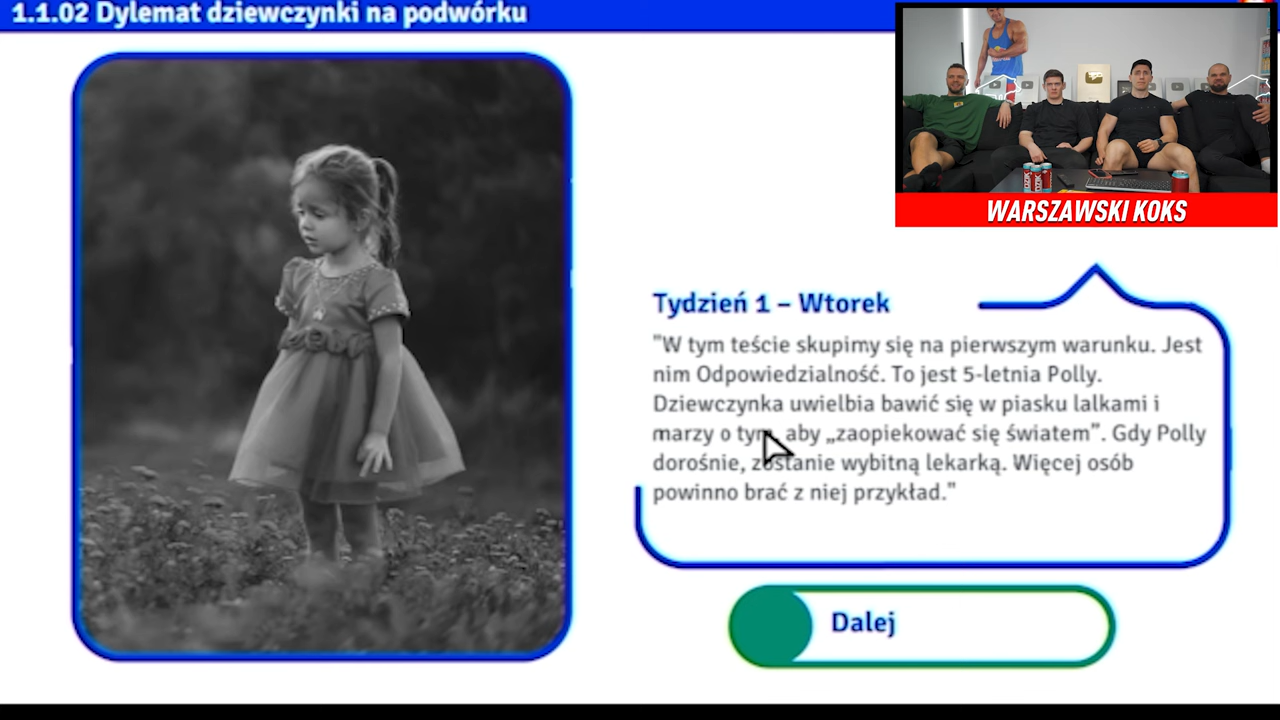 1.1.02 Dylemat dziewczynki na podwórku
WARSZAWSKI KOKS
Tydzień 1 – Wtorek
"W tym teście skupimy się na pierwszym warunku. Jest
nim Odpowiedzialność. To jest 5-letnia Polly.
Dziewczynka uwielbia bawić się w piasku lalkami i
marzy o tym, aby „zaopiekować się światem”. Gdy Polly
dorośnie, zostanie wybitną lekarką. Więcej osób
powinno brać z niej przykład."
Dalej